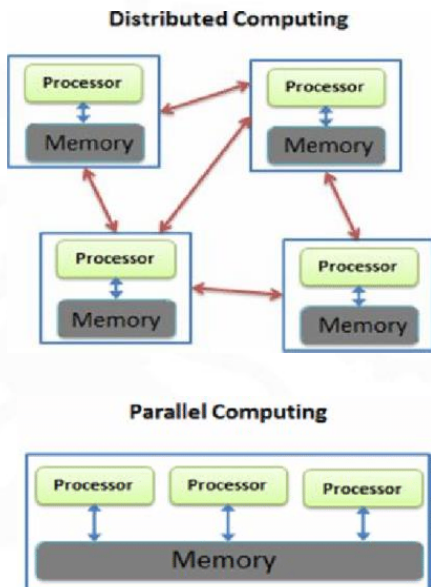 Distributed Computing
Processor
Memory
Processor
Memory
Processor
Memory
Processor
Memory
Parallel Computing
Processor
Processor
Processor
Memory